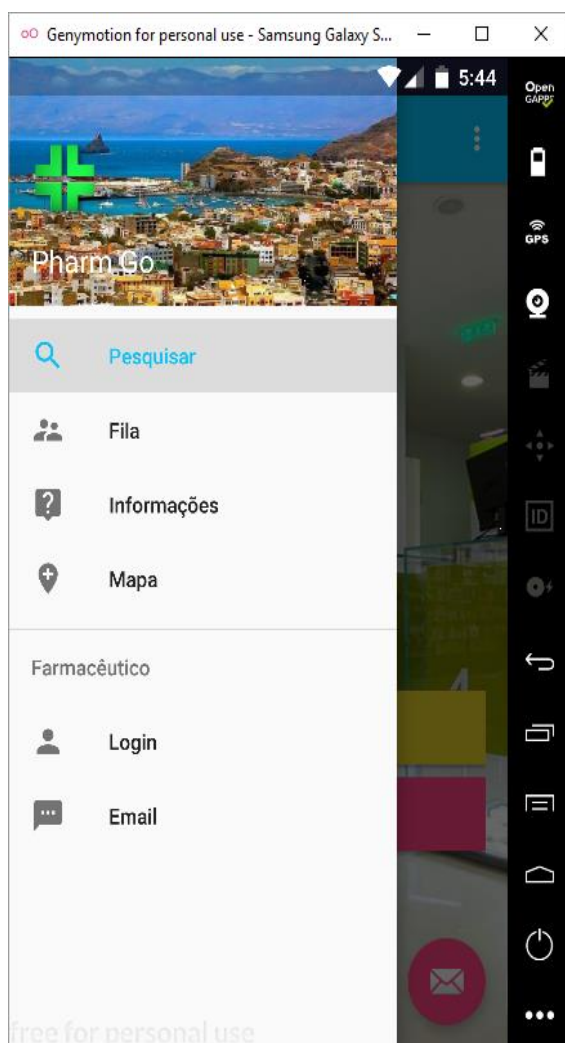 Genymotion for personal use - Samsung Galaxy S...
5:44
Open
GAPPS
GPS
Pharm Go
Pesquisar
Fila
Informações
ID
Mapa
Farmacêutico
4
Login
Email
free for personal use